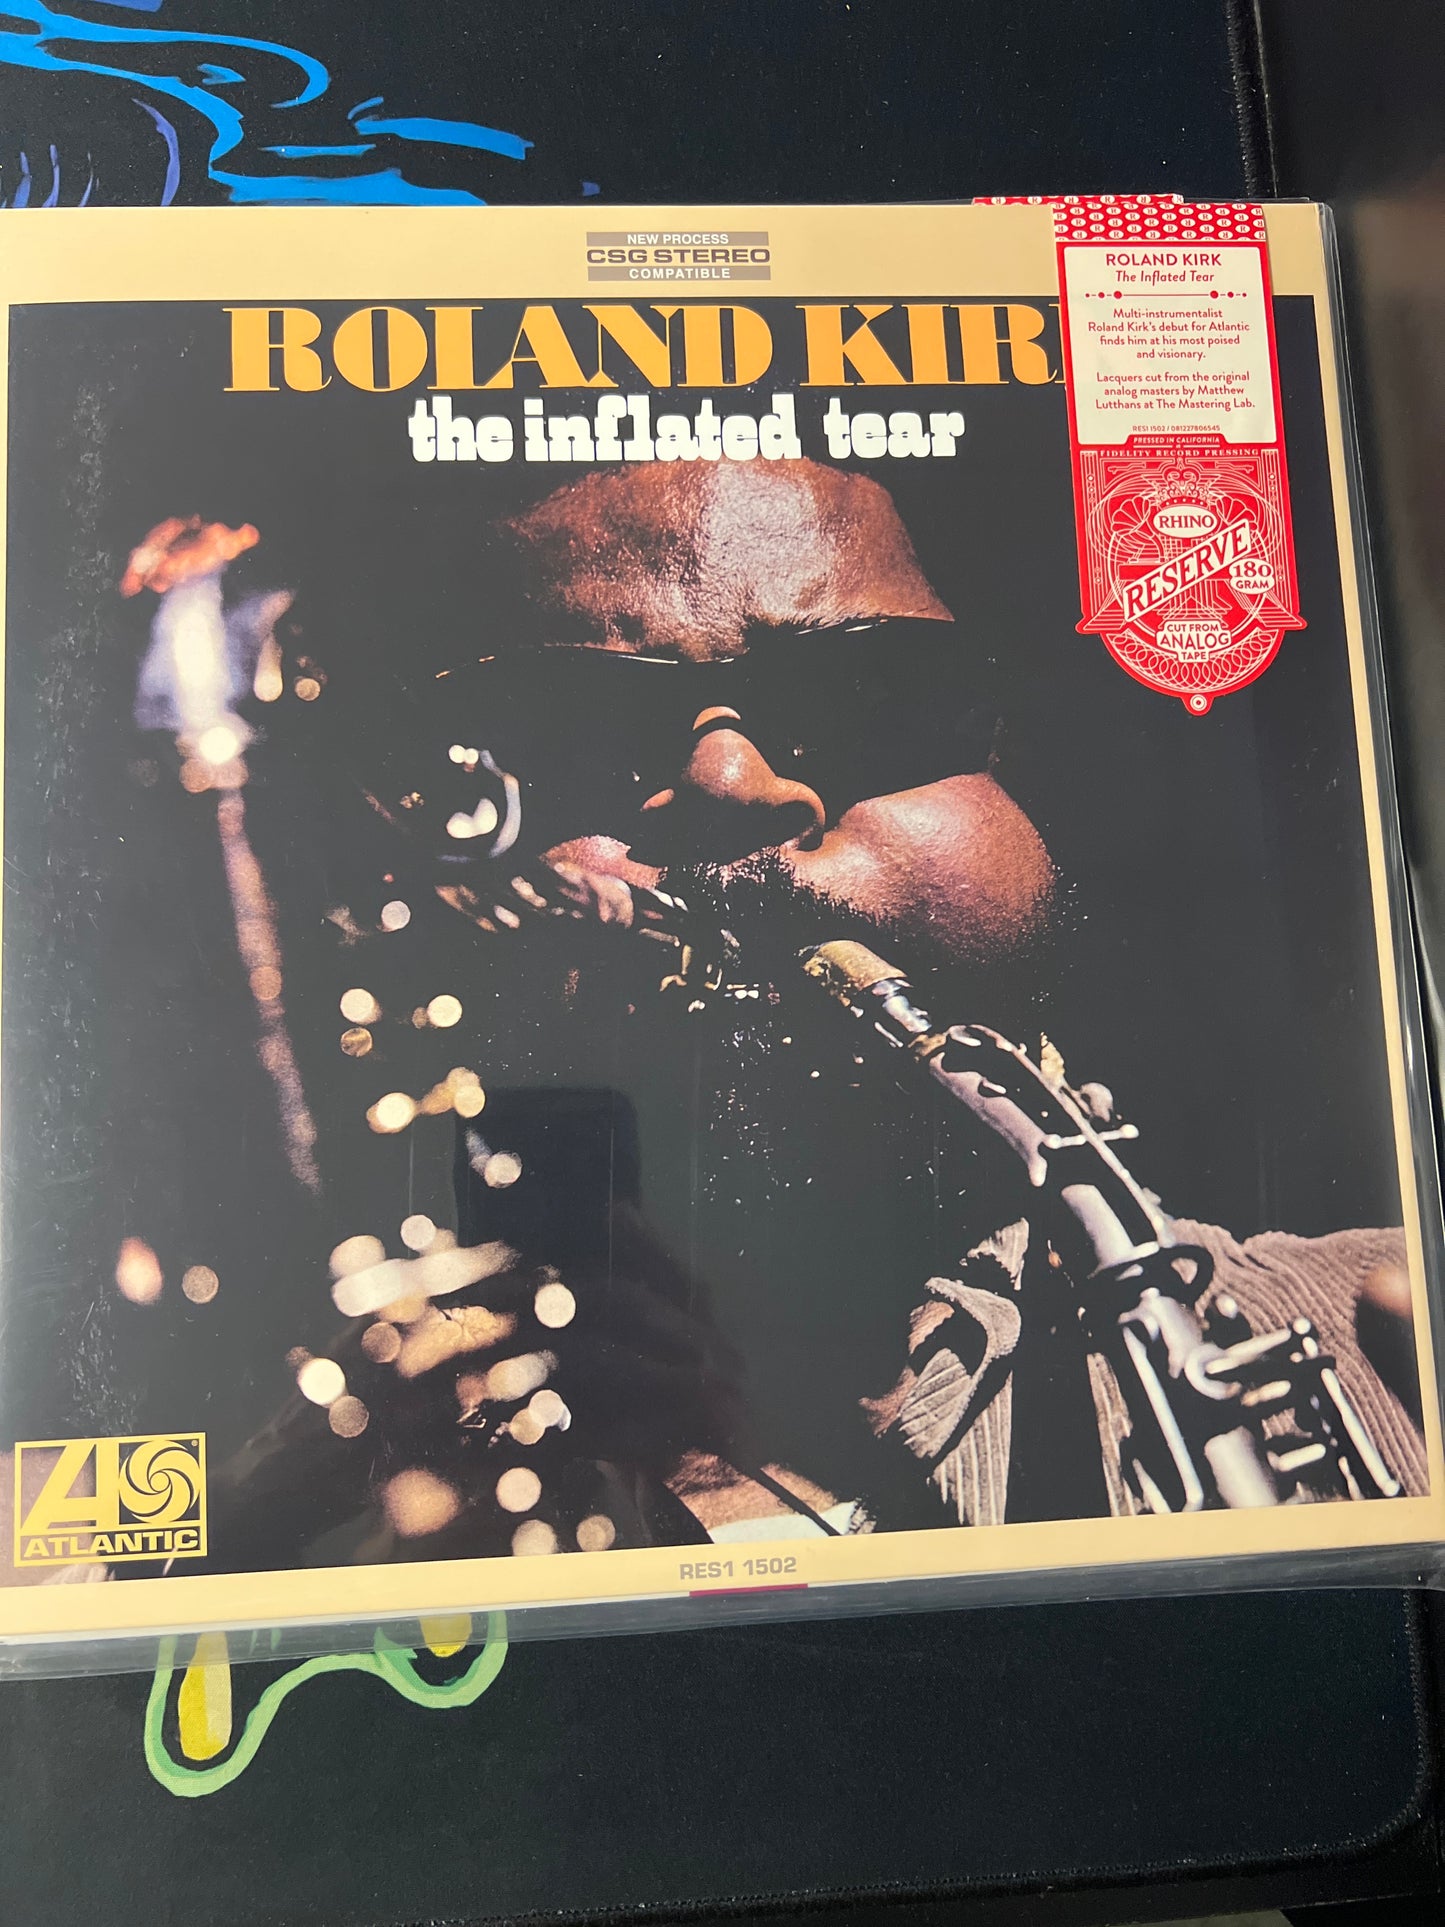 NEW PROCESS
CSG STEREO
COMPATIBLE
ROLAND KIR
the inflated tear
ROLAND KIRK
The Inflated Tear
Multi-instrumentalist
Roland Kirk's debut for Atlantic
finds him at his most poised
and visionary.
Lacquers cut from the original
analog masters by Matthew
Lutthans at The Mastering Lab.
RES1 1502 / 081227806545
PRESSED IN CALIFORNIA
at
FIDELITY RECORD PRESSING
RHINO
RESERVE
180
GRAM
CUT FROM
ANALOG
TAPE
ATLANTIC
RES1 1502